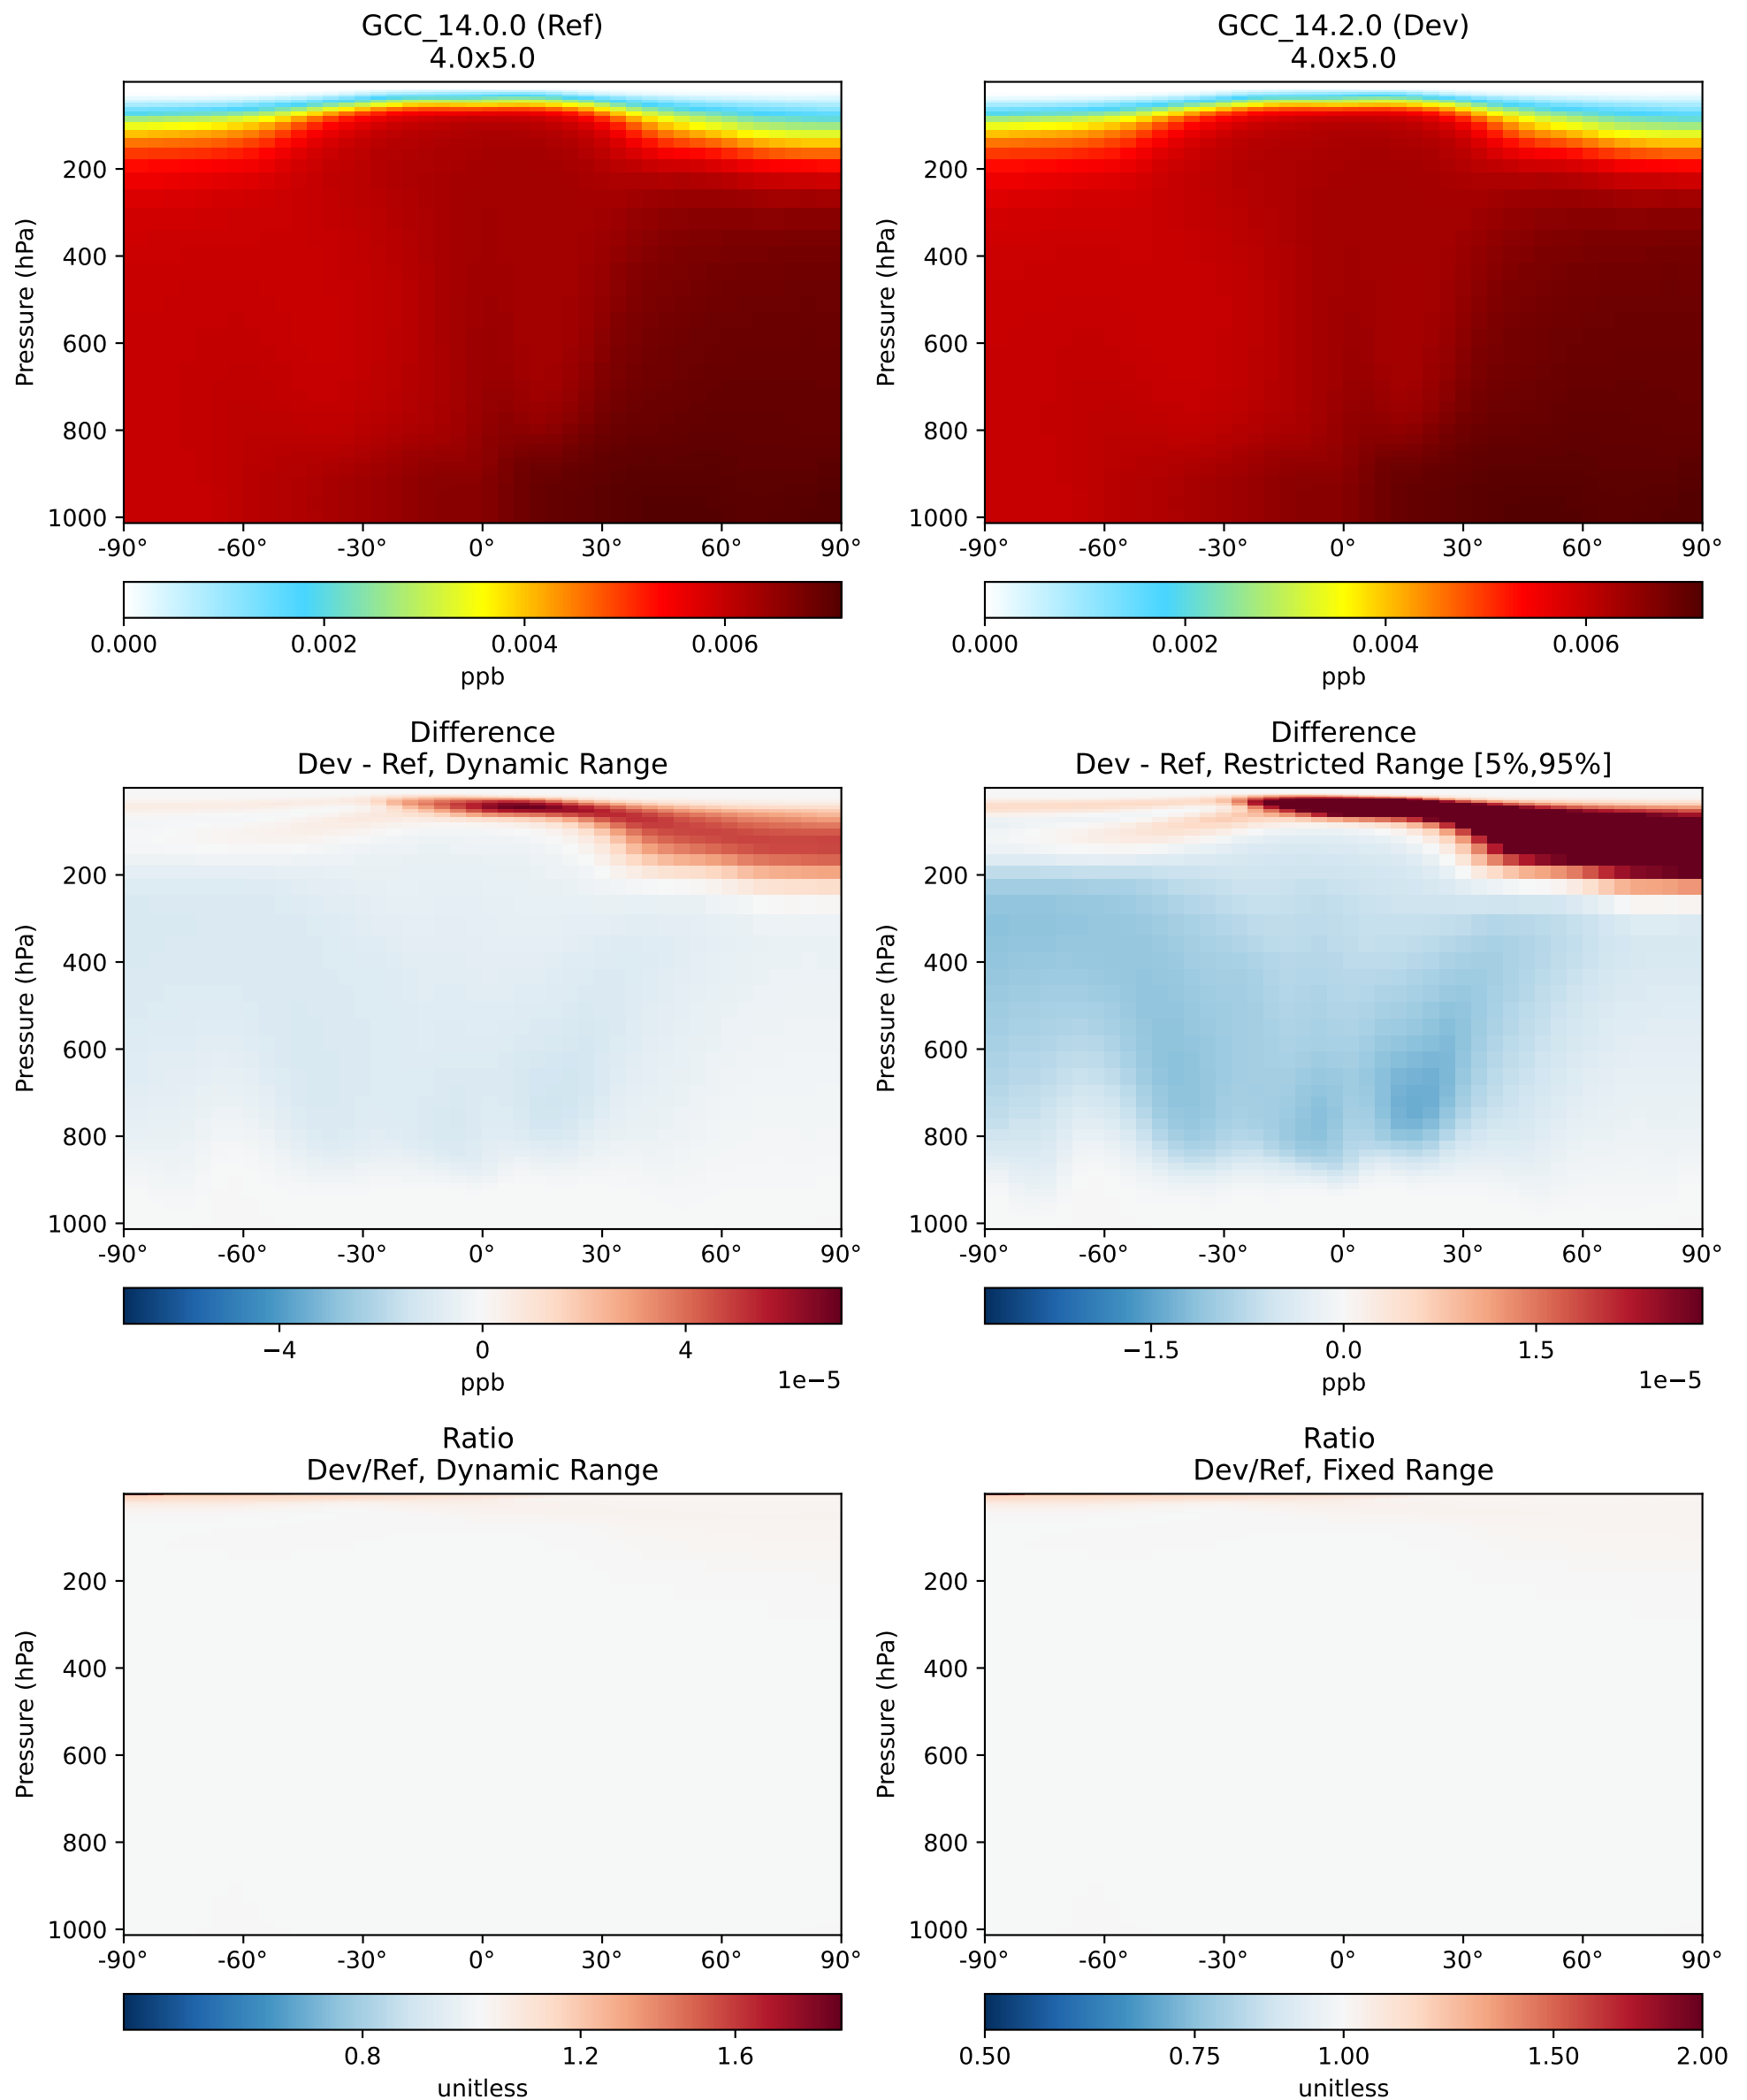 GCC_14.0.0 (Ref)
4.0x5.0
Pressure (hPa)
200
400
600
800
1000
-90° -60° -30° 0° 30° 60° 90°
0.000 0.002 0.004 0.006
ppb
GCC_14.2.0 (Dev)
4.0x5.0
Pressure (hPa)
200
400
600
800
1000
-90° -60° -30° 0° 30° 60° 90°
0.000 0.002 0.004 0.006
ppb
Difference
Dev - Ref, Dynamic Range
Pressure (hPa)
200
400
600
800
1000
-90° -60° -30° 0° 30° 60° 90°
−4 0 4
1e−5
ppb
Difference
Dev - Ref, Restricted Range [5%,95%]
Pressure (hPa)
200
400
600
800
1000
-90° -60° -30° 0° 30° 60° 90°
−1.5 0.0 1.5
1e−5
ppb
Ratio
Dev/Ref, Dynamic Range
Pressure (hPa)
200
400
600
800
1000
-90° -60° -30° 0° 30° 60° 90°
0.8 1.2 1.6
unitless
Ratio
Dev/Ref, Fixed Range
Pressure (hPa)
200
400
600
800
1000
-90° -60° -30° 0° 30° 60° 90°
0.50 0.75 1.00 1.50 2.00
unitless